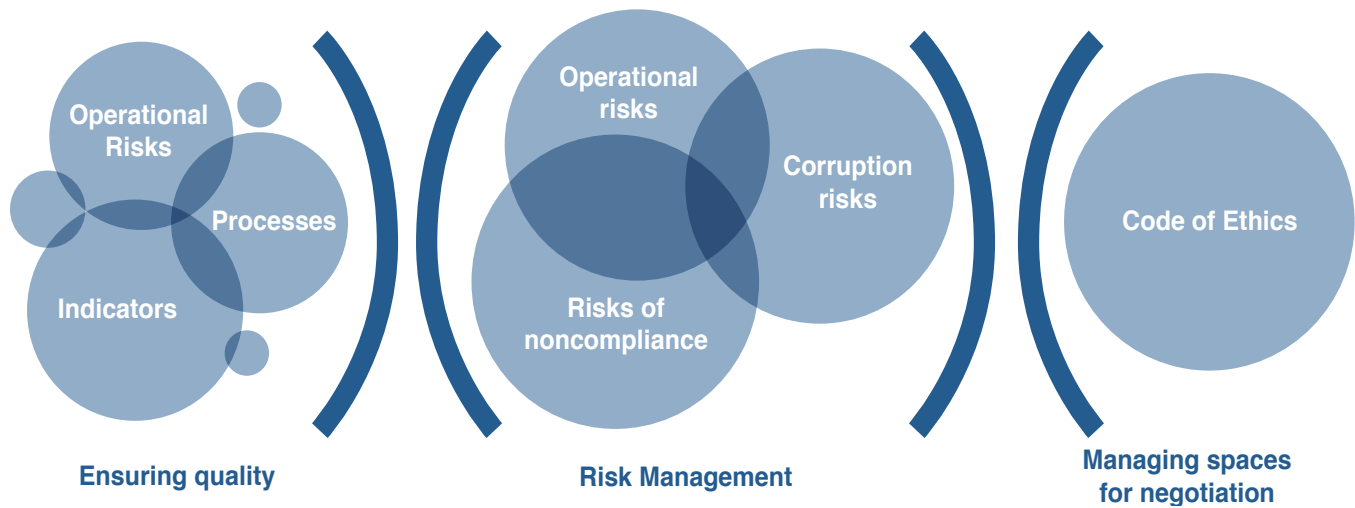 Operational
Risks
Processes
Indicators
Ensuring quality
Operational
risks
Corruption
risks
Risks of
noncompliance
Risk Management
Code of Ethics
Managing spaces
for negotiation